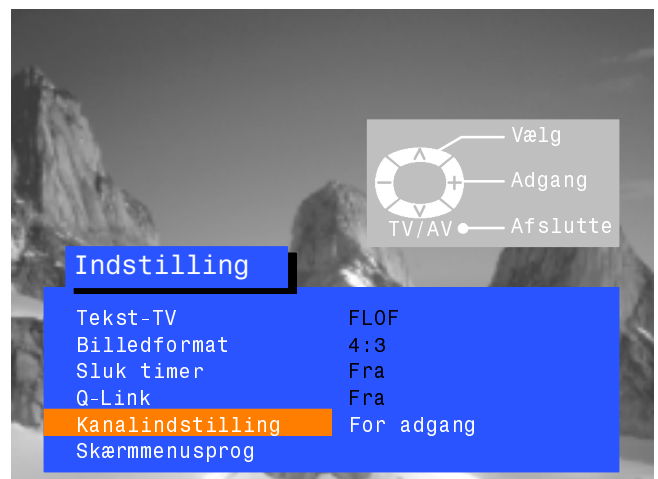 Vælg
Adgang
TV/AV Afslutte
Indstilling
Tekst-TV FLOF
Billedformat 4:3
Sluk timer Fra
Q-Link Fra
Kanalindstilling For adgang
Skærmmenusprog